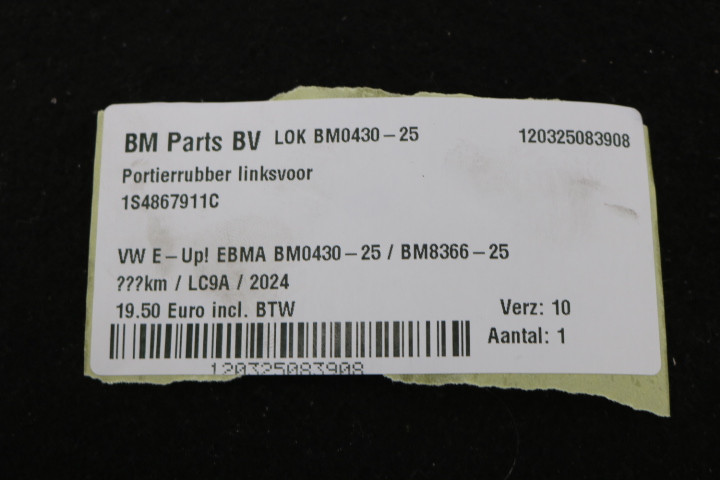 BM Parts BV LOK BM0430-25 120325083908
Portierrubber linksvoor
1S4867911C
VW E-Up! EBMA BM0430-25 / BM8366-25
???km / LC9A / 2024
19.50 Euro incl. BTW Verz: 10
Aantal: 1
120325083908